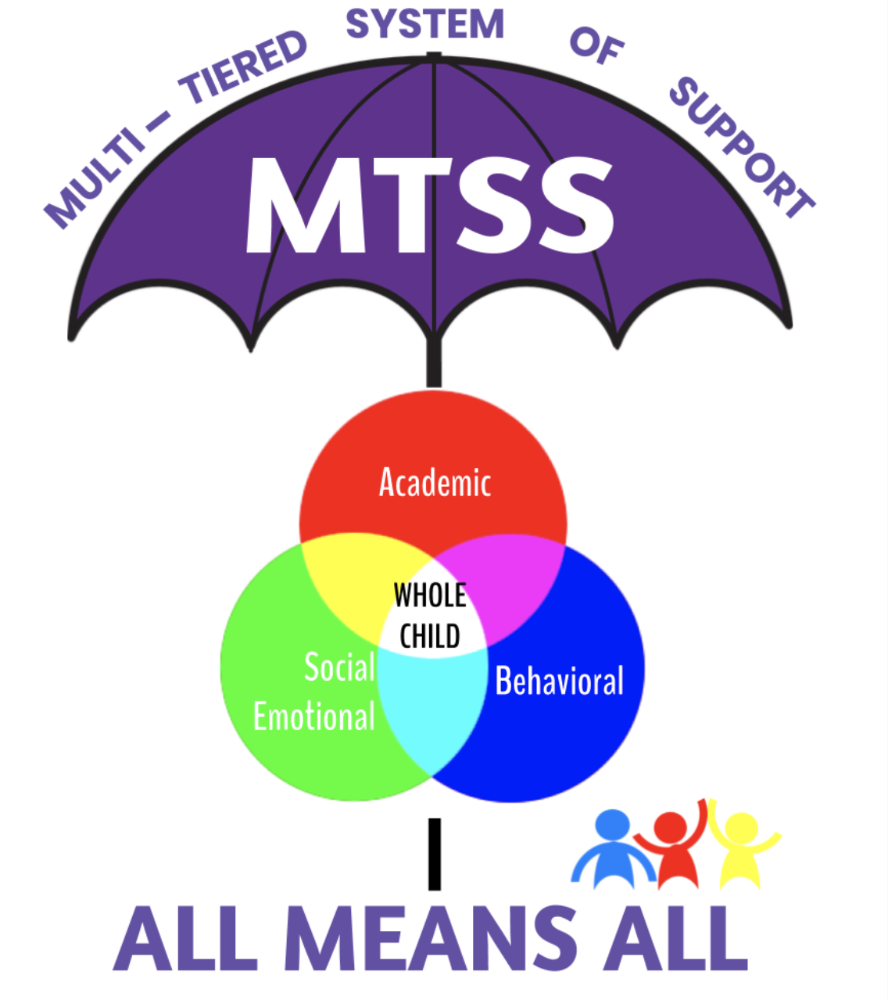 MULTI – TIERED SYSTEM OF SUPPORT
MTSS
Academic
WHOLE
CHILD
Social
Emotional
Behavioral
ALL MEANS ALL